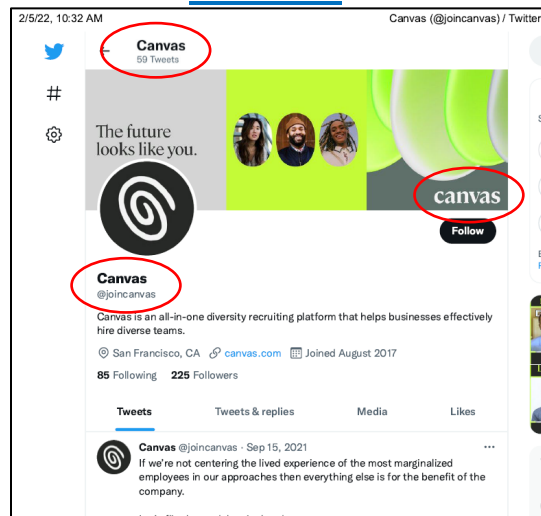 2/5/22, 10:32 AM Canvas (@joincanvas) / Twitter
Canvas
59 Tweets
The future
looks like you.
canvas
Follow
Canvas
@joincanvas
Canvas is an all-in-one diversity recruiting platform that helps businesses effectively
hire diverse teams.
San Francisco, CA canvas.com Joined August 2017
85 Following 225 Followers
Tweets Tweets & replies Media Likes
Canvas @joincanvas · Sep 15, 2021 ...
If we're not centering the lived experience of the most marginalized
employees in our approaches then everything else is for the benefit of the
company.